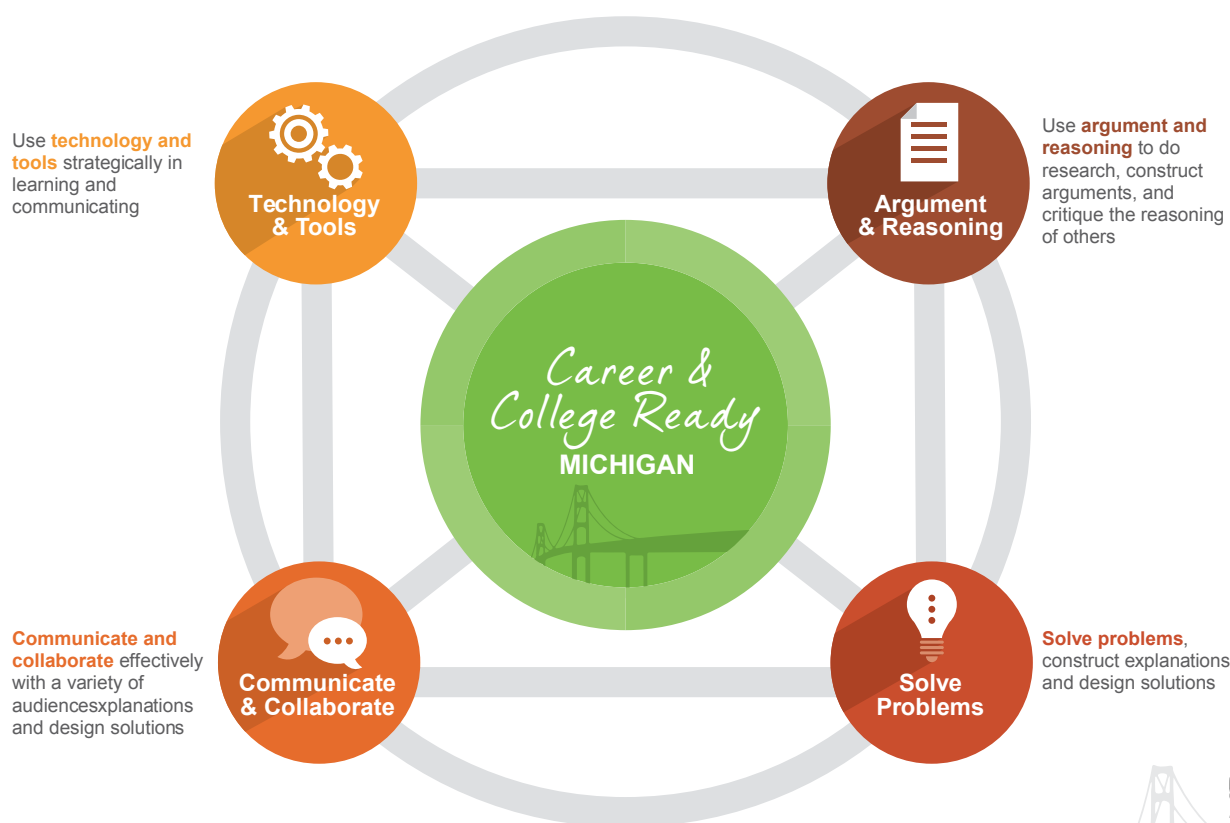 Use technology and
tools strategically in
learning and
communicating
Technology
& Tools
Argument
& Reasoning
Use argument and
reasoning to do
research, construct
arguments, and
critique the reasoning
of others
Career &
College Ready
MICHIGAN
Communicate and
collaborate effectively
with a variety of
audiencesxplanations
and design solutions
Communicate
& Collaborate
Solve
Problems
Solve problems,
construct explanations
and design solutions